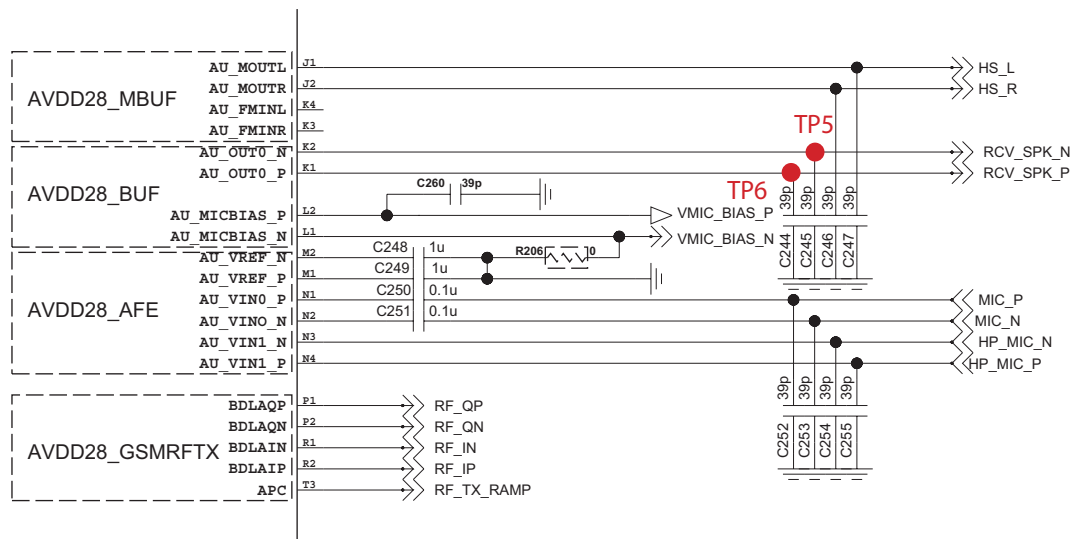 AVDD28_MBUF
AU_MOUTL J1 HS_L
AU_MOUTR J2 HS_R
AU_FMINL K4
AU_FMINR K3
TP5
AVDD28_BUF
AU_OUT0_N K2 RCV_SPK_N
AU_OUT0_P K1 RCV_SPK_P
TP6
C260 39p
AU_MICBIAS_P L2 VMIC_BIAS_P
AU_MICBIAS_N L1 VMIC_BIAS_N
39p 39p 39p 39p
C244 C245 C246 C247
AVDD28_AFE
AU_VREF_N M2 C248 1u R206 0
AU_VREF_P M1 C249 1u
AU_VIN0_P N1 C250 0.1u MIC_P
AU_VINO_N N2 C251 0.1u MIC_N
AU_VIN1_N N3 HP_MIC_N
AU_VIN1_P N4 HP_MIC_P
39p 39p 39p 39p
C252 C253 C254 C255
AVDD28_GSMRFTX
BDLAQP P1 RF_QP
BDLAQN P2 RF_QN
BDLAIN R1 RF_IN
BDLAIP R2 RF_IP
APC T3 RF_TX_RAMP